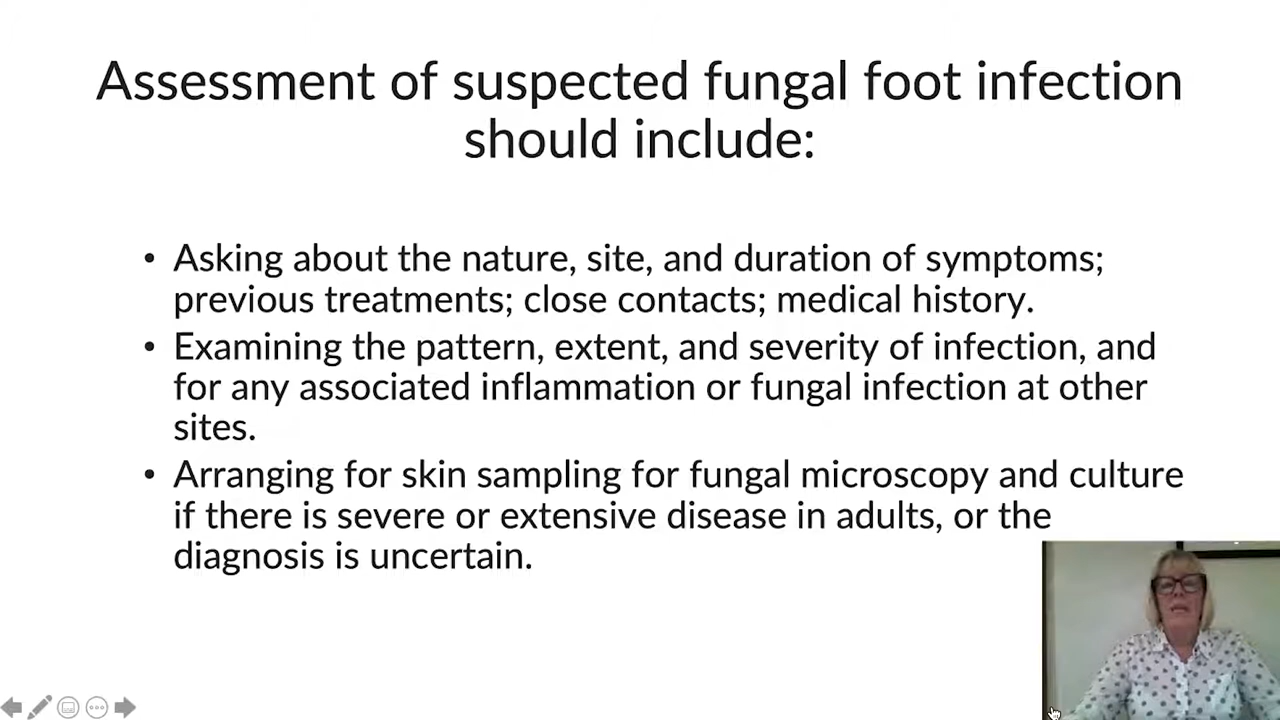 Assessment of suspected fungal foot infection
should include:
• Asking about the nature, site, and duration of symptoms;
previous treatments; close contacts; medical history.
• Examining the pattern, extent, and severity of infection, and
for any associated inflammation or fungal infection at other
sites.
• Arranging for skin sampling for fungal microscopy and culture
if there is severe or extensive disease in adults, or the
diagnosis is uncertain.